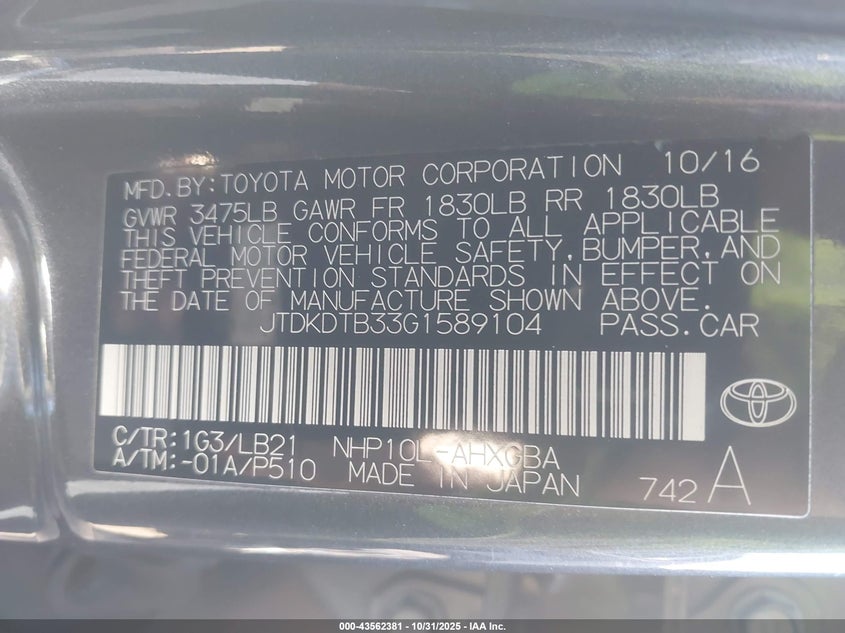 MFD. BY: TOYOTA MOTOR CORPORATION 10/16
GVWR 3475LB GAWR FR 1830LB RR 1830LB
THIS VEHICLE CONFORMS TO ALL APPLICABLE
FEDERAL MOTOR VEHICLE SAFETY, BUMPER, AND
THEFT PREVENTION STANDARDS IN EFFECT ON
THE DATE OF MANUFACTURE SHOWN ABOVE.
JTDKDTB33G1589104 PASS. CAR
C/TR: 1G3/LB21 NHP10L-AHXGBA
A/TM: -01A/P510 MADE IN JAPAN 742 A
000-43562381 - 10/31/2025 - IAA Inc.